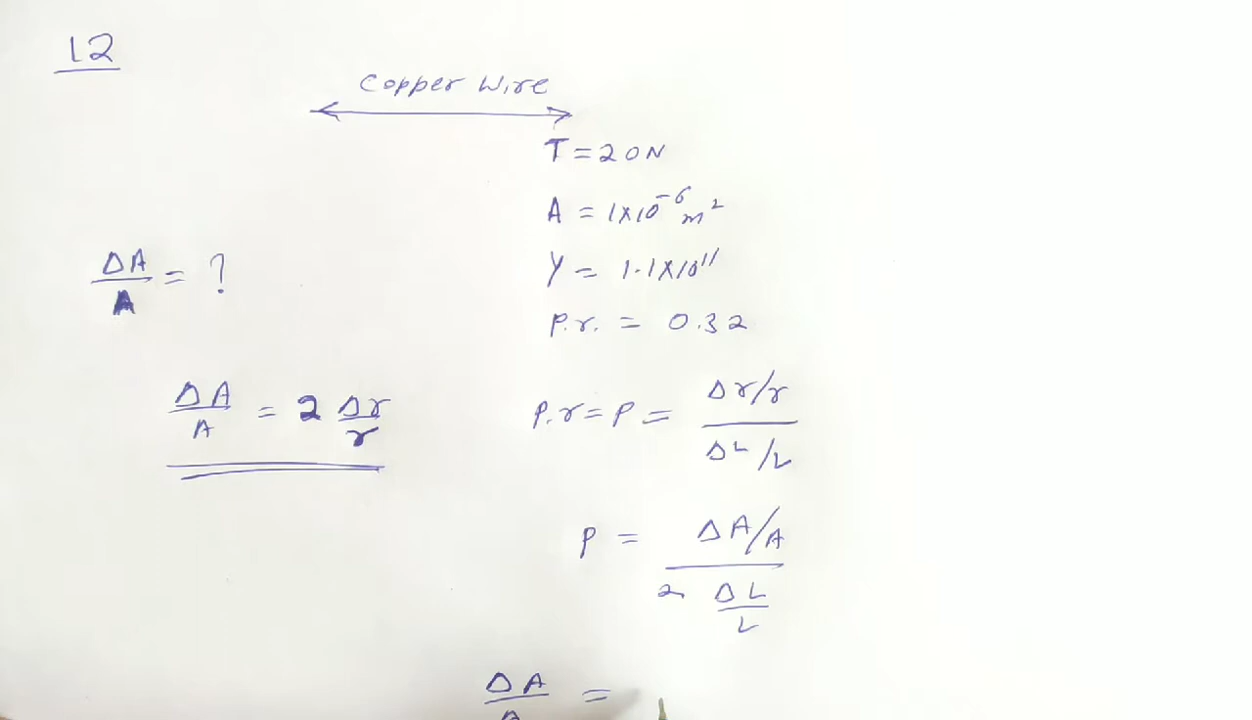 12
Copper Wire
T = 20N
A = 1×10⁻⁶ m²
Y = 1.1×10¹¹
ΔA/A = ?
P.r. = 0.32
ΔA/A = 2 Δr/r
P.r = P = (Δr/r)/(ΔL/L)
P = (ΔA/A)/(2 ΔL/L)
ΔA/A =